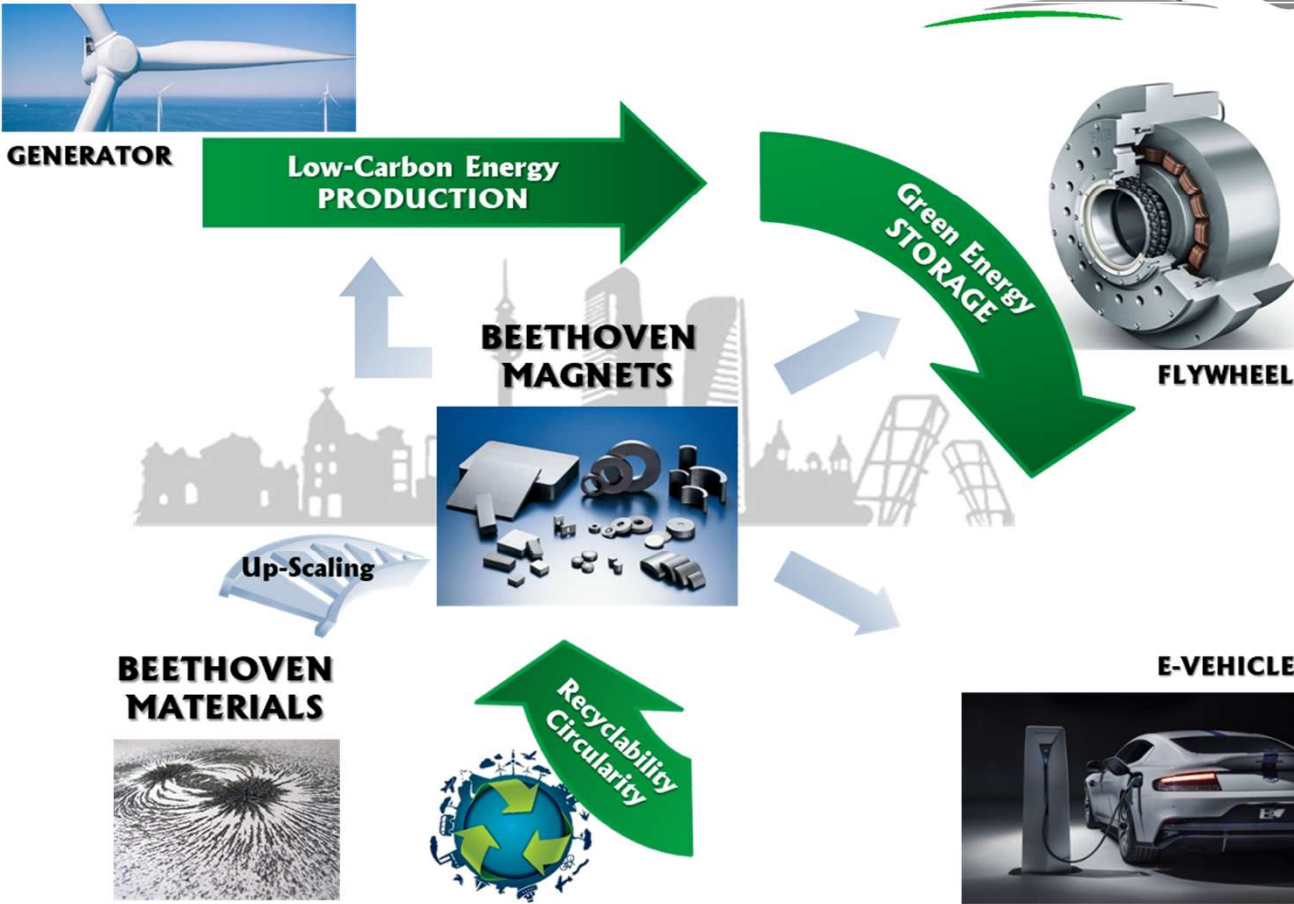 GENERATOR
Low-Carbon Energy
PRODUCTION
Green Energy
STORAGE
FLYWHEEL
BEETHOVEN
MAGNETS
Up-Scaling
BEETHOVEN
MATERIALS
Recyclability
Circularity
E-VEHICLE